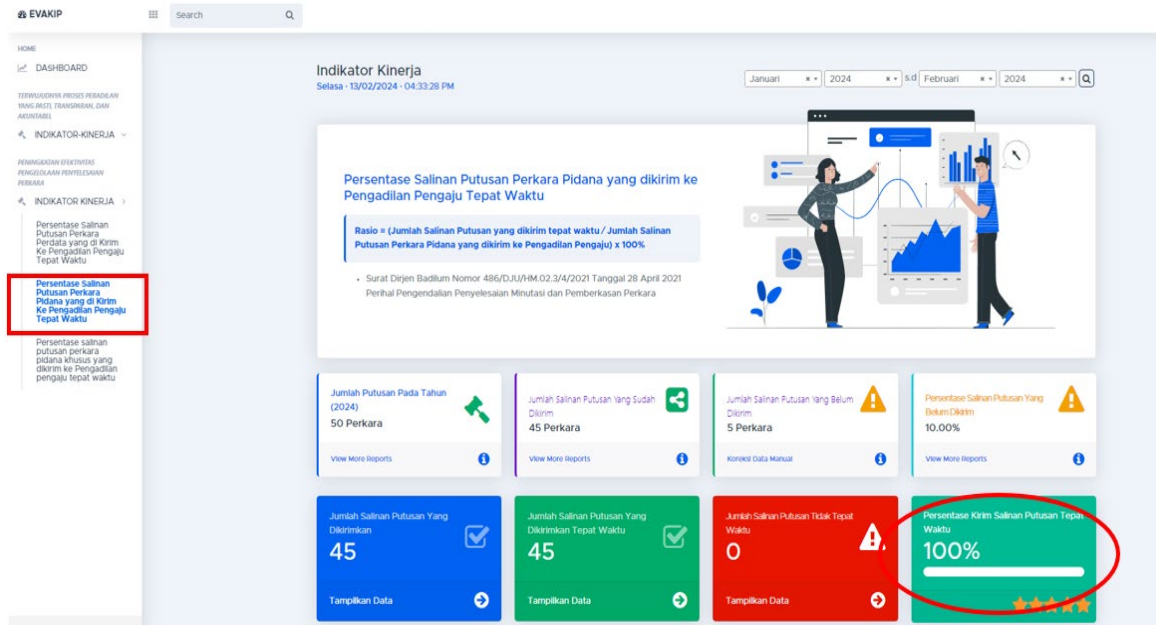 EVAKIP
Search
HOME
DASHBOARD
TERWUJUDNYA PROSES PERADILAN
YANG PASTI, TRANSPARAN, DAN
AKUNTABEL
INDIKATOR-KINERJA
PENINGKATAN EFEKTIVITAS
PENGELOLAAN PENYELESAIAN
PERKARA
INDIKATOR KINERJA
Persentase Salinan
Putusan Perkara
Perdata yang di Kirim
Ke Pengadilan Pengaju
Tepat Waktu
Persentase Salinan
Putusan Perkara
Pidana yang di Kirim
Ke Pengadilan Pengaju
Tepat Waktu
Persentase salinan
putusan perkara
pidana khusus yang
dikirim ke Pengadilan
pengaju tepat waktu
Indikator Kinerja
Selasa - 13/02/2024 - 04:33:28 PM
Januari x 2024 x s.d Februari x 2024 x
Persentase Salinan Putusan Perkara Pidana yang dikirim ke
Pengadilan Pengaju Tepat Waktu
Rasio = (Jumlah Salinan Putusan yang dikirim tepat waktu / Jumlah Salinan
Putusan Perkara Pidana yang dikirim ke Pengadilan Pengaju) x 100%
• Surat Dirjen Badilum Nomor 486/DJU/HM.02.3/4/2021 Tanggal 28 April 2021
Perihal Pengendalian Penyelesaian Minutasi dan Pemberkasan Perkara
Jumlah Putusan Pada Tahun
(2024)
50 Perkara
View More Reports
Jumlah Salinan Putusan Yang Sudah
Dikirim
45 Perkara
View More Reports
Jumlah Salinan Putusan Yang Belum
Dikirim
5 Perkara
Koreksi Data Manual
Persentase Salinan Putusan Yang
Belum Dikirim
10.00%
View More Reports
Jumlah Salinan Putusan Yang
Dikirimkan
45
Tampilkan Data
Jumlah Salinan Putusan Yang
Dikirimkan Tepat Waktu
45
Tampilkan Data
Jumlah Salinan Putusan Tidak Tepat
Waktu
0
Tampilkan Data
Persentase Kirim Salinan Putusan Tepat
Waktu
100%